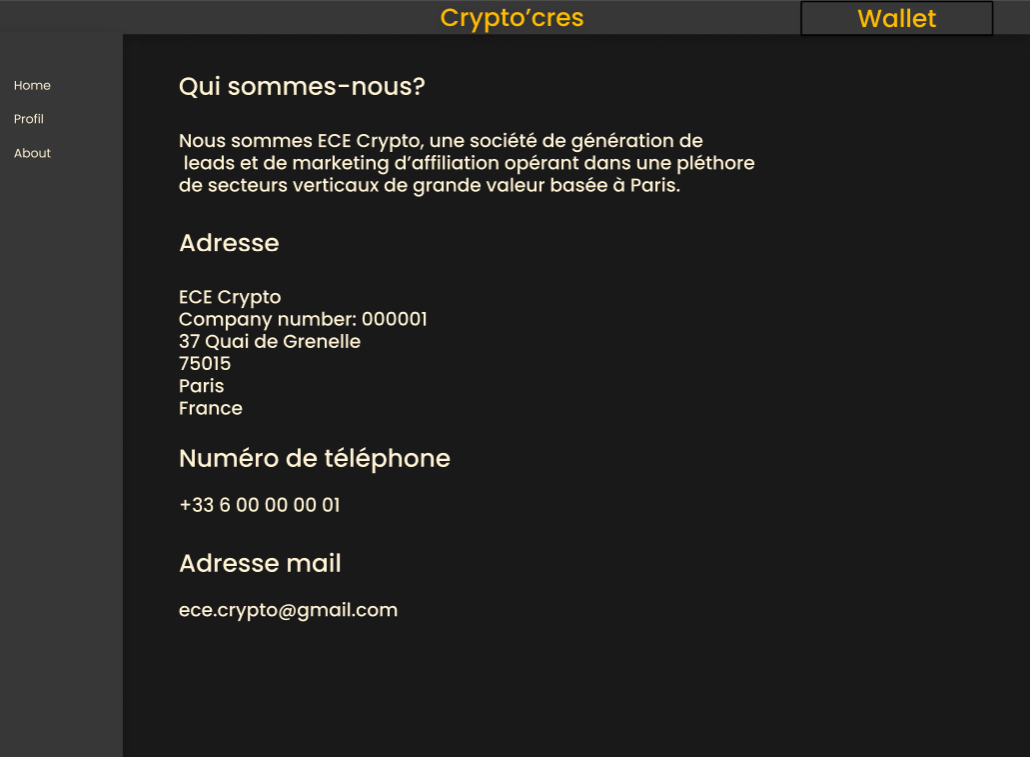 Crypto’cres
Wallet
Home
Profil
About
Qui sommes-nous?
Nous sommes ECE Crypto, une société de génération de
leads et de marketing d’affiliation opérant dans une pléthore
de secteurs verticaux de grande valeur basée à Paris.
Adresse
ECE Crypto
Company number: 000001
37 Quai de Grenelle
75015
Paris
France
Numéro de téléphone
+33 6 00 00 00 01
Adresse mail
ece.crypto@gmail.com